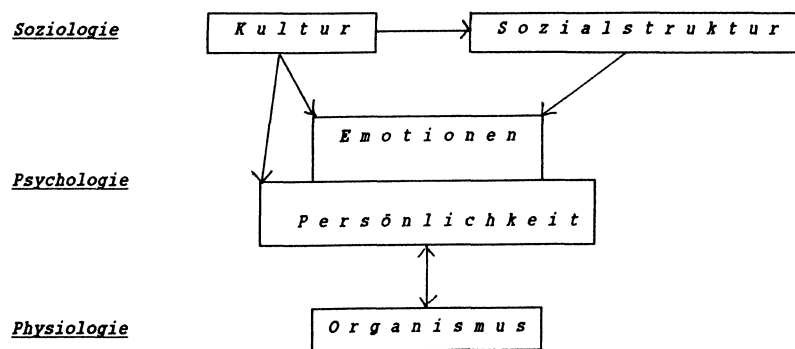 Soziologie
Kultur
Sozialstruktur
Emotionen
Psychologie
Persönlichkeit
Physiologie
Organismus